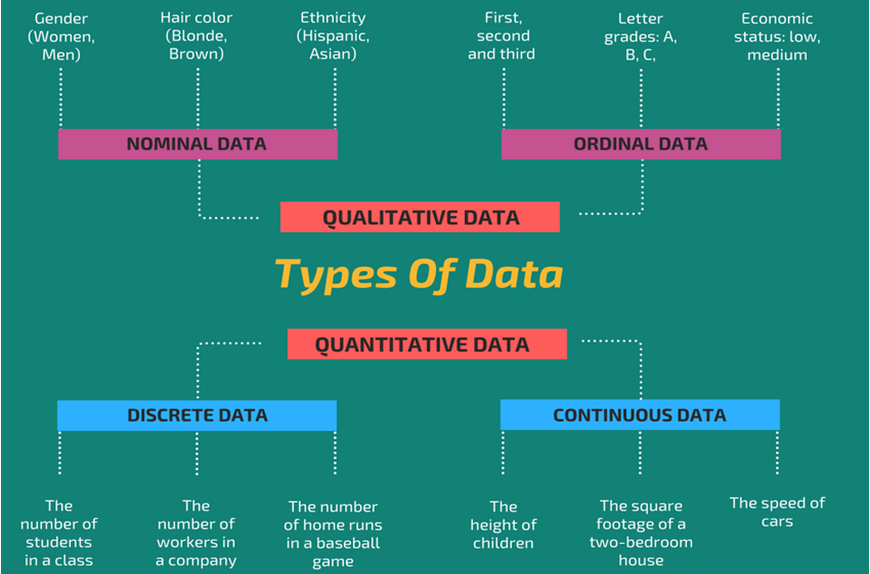 Gender
(Women,
Men)
Hair color
(Blonde,
Brown)
Ethnicity
(Hispanic,
Asian)
First,
second
and third
Letter
grades: A,
B, C,
Economic
status: low,
medium
NOMINAL DATA
ORDINAL DATA
QUALITATIVE DATA
Types Of Data
QUANTITATIVE DATA
DISCRETE DATA
CONTINUOUS DATA
The
number of
students
in a class
The
number of
workers in
a company
The number
of home runs
in a baseball
game
The
height of
children
The square
footage of a
two-bedroom
house
The speed of
cars